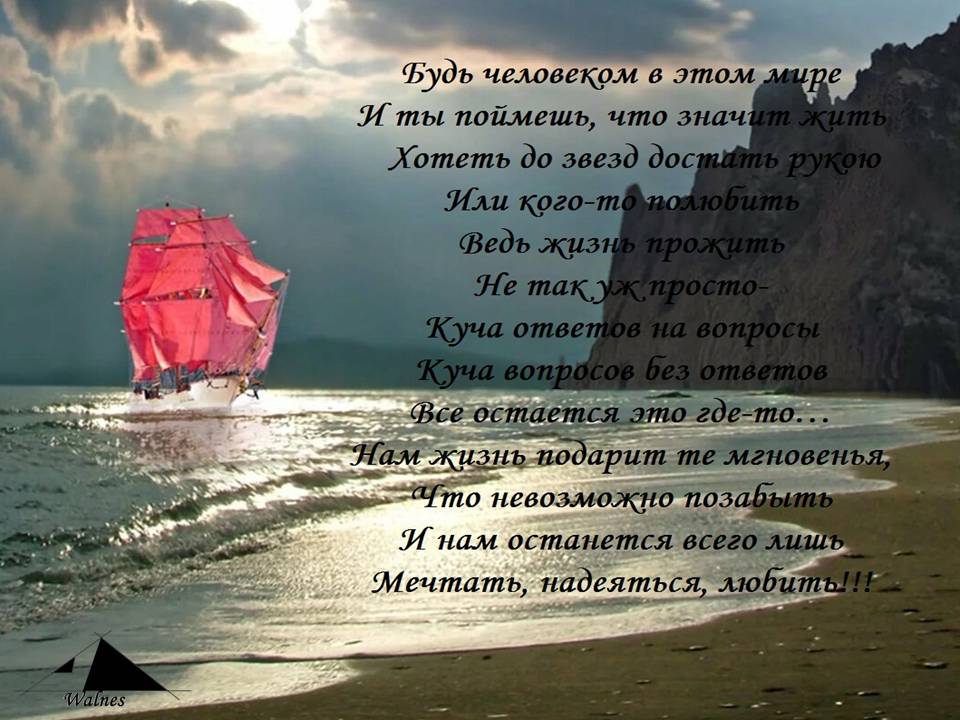 Будь человеком в этом мире
И ты поймешь, что значит жить
Хотеть до звезд достать рукою
Или кого-то полюбить
Ведь жизнь прожить
Не так уж просто-
Куча ответов на вопросы
Куча вопросов без ответов
Все остается это где-то...
Нам жизнь подарит те мгновенья,
Что невозможно позабыть
И нам останется всего лишь
Мечтать, надеяться, любить!!!
Walnes